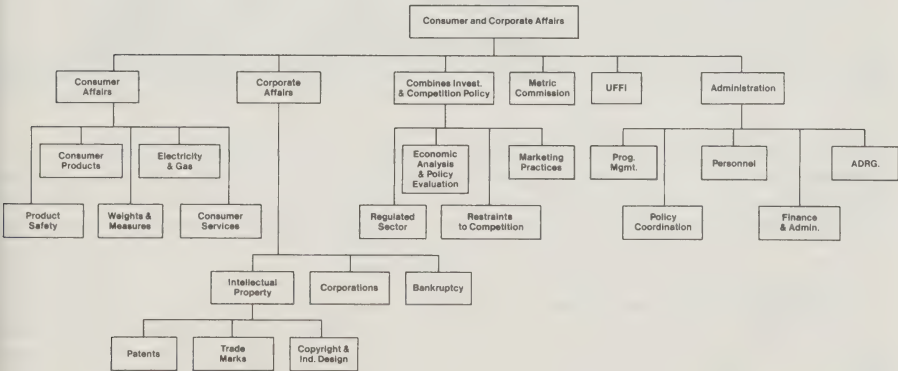 Consumer and Corporate Affairs
Consumer
Affairs
Corporate
Affairs
Combines Invest.
& Competition Policy
Metric
Commission
UFFI
Administration
Consumer
Products
Electricity
& Gas
Product
Safety
Weights &
Measures
Consumer
Services
Economic
Analysis
& Policy
Evaluation
Marketing
Practices
Regulated
Sector
Restraints
to Competition
Prog.
Mgmt.
Personnel
ADRG.
Policy
Coordination
Finance
& Admin.
Intellectual
Property
Corporations
Bankruptcy
Patents
Trade
Marks
Copyright &
Ind. Design